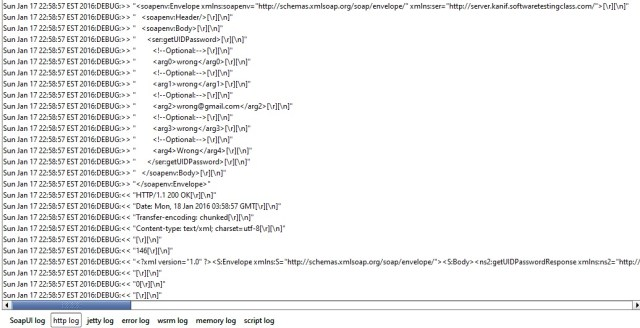 Sun Jan 17 22:58:57 EST 2016:DEBUG:>> "<soapenv:Envelope xmlns:soapenv="http://schemas.xmlsoap.org/soap/envelope/" xmlns:ser="http://server.kanif.softwaretestingclass.com/">[\r][\n]"
Sun Jan 17 22:58:57 EST 2016:DEBUG:>> "   <soapenv:Header/>[\r][\n]"
Sun Jan 17 22:58:57 EST 2016:DEBUG:>> "   <soapenv:Body>[\r][\n]"
Sun Jan 17 22:58:57 EST 2016:DEBUG:>> "      <ser:getUIDPassword>[\r][\n]"
Sun Jan 17 22:58:57 EST 2016:DEBUG:>> "         <!--Optional:-->[\r][\n]"
Sun Jan 17 22:58:57 EST 2016:DEBUG:>> "         <arg0>wrong</arg0>[\r][\n]"
Sun Jan 17 22:58:57 EST 2016:DEBUG:>> "         <!--Optional:-->[\r][\n]"
Sun Jan 17 22:58:57 EST 2016:DEBUG:>> "         <arg1>wrong</arg1>[\r][\n]"
Sun Jan 17 22:58:57 EST 2016:DEBUG:>> "         <!--Optional:-->[\r][\n]"
Sun Jan 17 22:58:57 EST 2016:DEBUG:>> "         <arg2>wrong@gmail.com</arg2>[\r][\n]"
Sun Jan 17 22:58:57 EST 2016:DEBUG:>> "         <!--Optional:-->[\r][\n]"
Sun Jan 17 22:58:57 EST 2016:DEBUG:>> "         <arg3>wrong</arg3>[\r][\n]"
Sun Jan 17 22:58:57 EST 2016:DEBUG:>> "         <!--Optional:-->[\r][\n]"
Sun Jan 17 22:58:57 EST 2016:DEBUG:>> "         <arg4>Wrong</arg4>[\r][\n]"
Sun Jan 17 22:58:57 EST 2016:DEBUG:>> "      </ser:getUIDPassword>[\r][\n]"
Sun Jan 17 22:58:57 EST 2016:DEBUG:>> "   </soapenv:Body>[\r][\n]"
Sun Jan 17 22:58:57 EST 2016:DEBUG:>> "</soapenv:Envelope>"
Sun Jan 17 22:58:57 EST 2016:DEBUG:<< "HTTP/1.1 200 OK[\r][\n]"
Sun Jan 17 22:58:57 EST 2016:DEBUG:<< "Date: Mon, 18 Jan 2016 03:58:57 GMT[\r][\n]"
Sun Jan 17 22:58:57 EST 2016:DEBUG:<< "Transfer-encoding: chunked[\r][\n]"
Sun Jan 17 22:58:57 EST 2016:DEBUG:<< "Content-type: text/xml; charset=utf-8[\r][\n]"
Sun Jan 17 22:58:57 EST 2016:DEBUG:<< "[\r][\n]"
Sun Jan 17 22:58:57 EST 2016:DEBUG:<< "146[\r][\n]"
Sun Jan 17 22:58:57 EST 2016:DEBUG:<< "<?xml version="1.0" ?><S:Envelope xmlns:S="http://schemas.xmlsoap.org/soap/envelope/"><S:Body><ns2:getUIDPasswordResponse xmlns:ns2="http://
Sun Jan 17 22:58:57 EST 2016:DEBUG:<< "[\r][\n]"
Sun Jan 17 22:58:57 EST 2016:DEBUG:<< "0[\r][\n]"
Sun Jan 17 22:58:57 EST 2016:DEBUG:<< "[\r][\n]"
SoapUI log http log jetty log error log wsrm log memory log script log